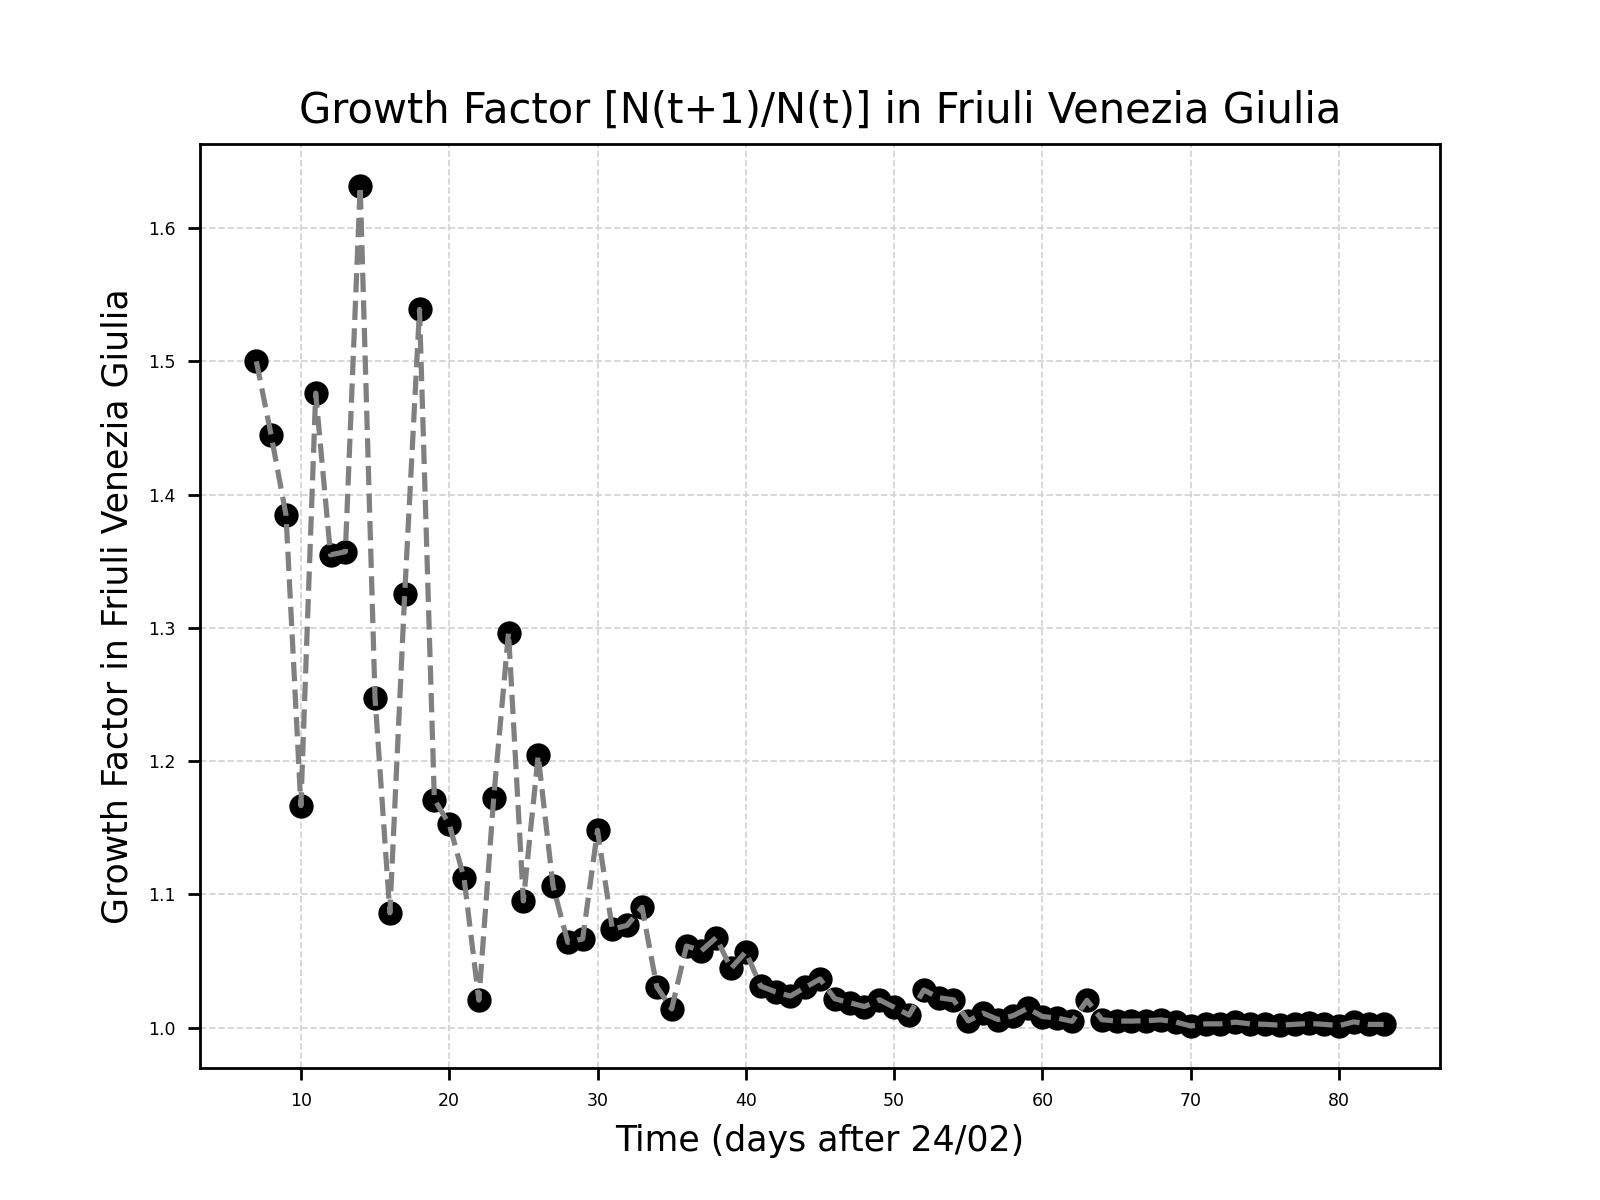 Growth Factor [N(t+1)/N(t)] in Friuli Venezia Giulia
Growth Factor in Friuli Venezia Giulia
1.6
1.5
1.4
1.3
1.2
1.1
1.0
10 20 30 40 50 60 70 80
Time (days after 24/02)